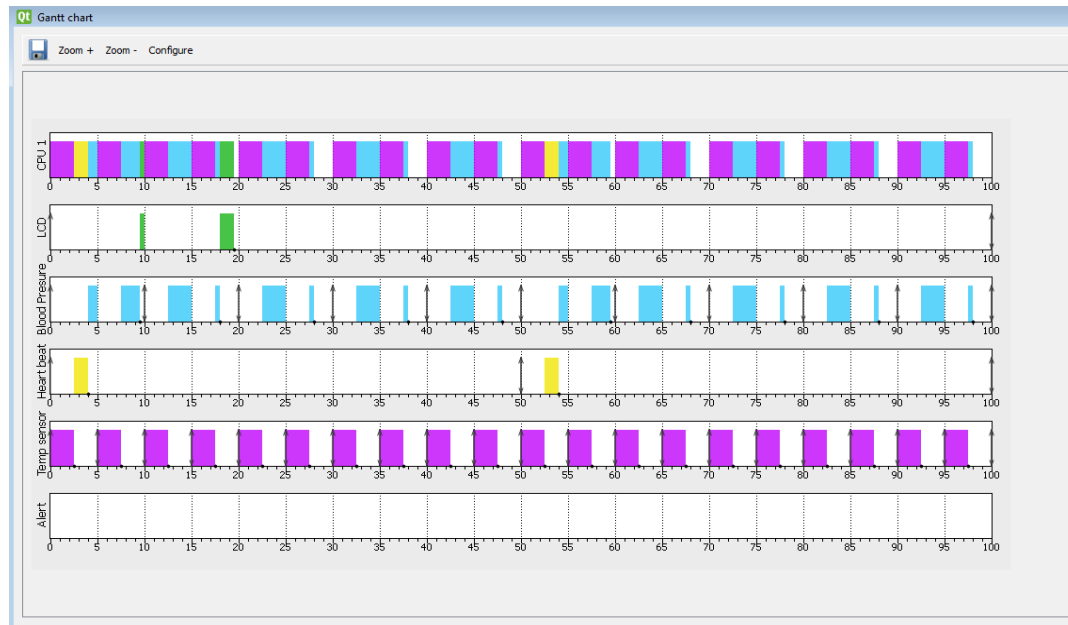 Qt Gantt chart
Zoom + Zoom - Configure
CPU 1
0 5 10 15 20 25 30 35 40 45 50 55 60 65 70 75 80 85 90 95 100
LCD
0 5 10 15 20 25 30 35 40 45 50 55 60 65 70 75 80 85 90 95 100
Blood Presure
0 5 10 15 20 25 30 35 40 45 50 55 60 65 70 75 80 85 90 95 100
Heart beat
0 5 10 15 20 25 30 35 40 45 50 55 60 65 70 75 80 85 90 95 100
Temp sensor
0 5 10 15 20 25 30 35 40 45 50 55 60 65 70 75 80 85 90 95 100
Alert
0 5 10 15 20 25 30 35 40 45 50 55 60 65 70 75 80 85 90 95 100